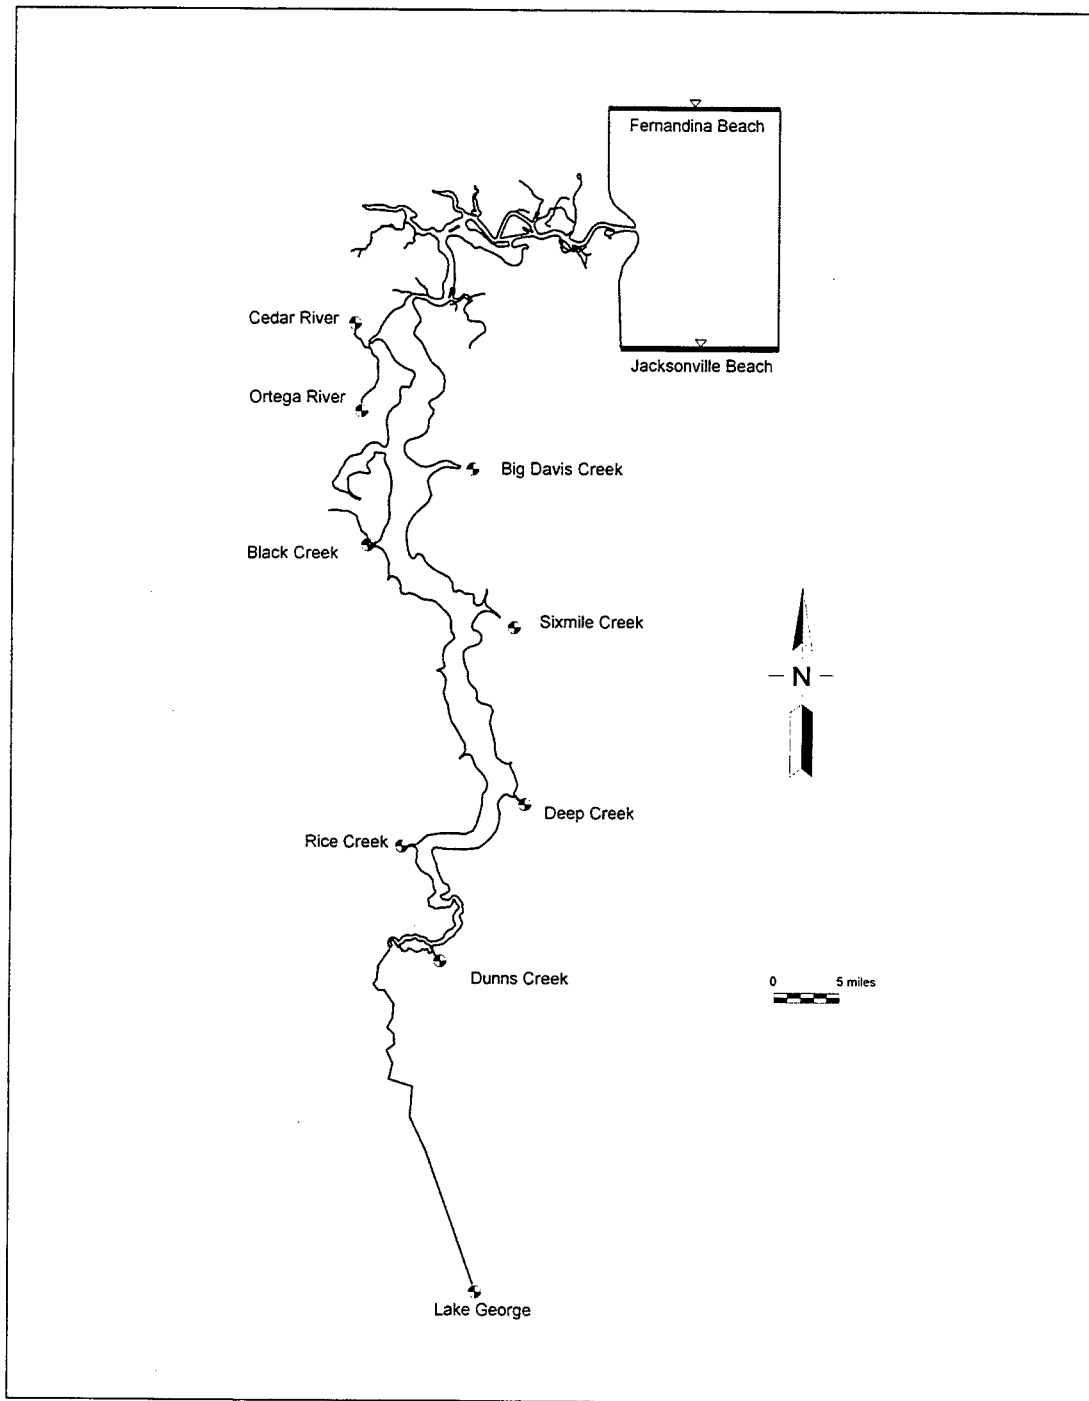 Fernandina Beach
Cedar River
Jacksonville Beach
Ortega River
Big Davis Creek
Black Creek
Sixmile Creek
N
Deep Creek
Rice Creek
Dunns Creek
0 5 miles
Lake George